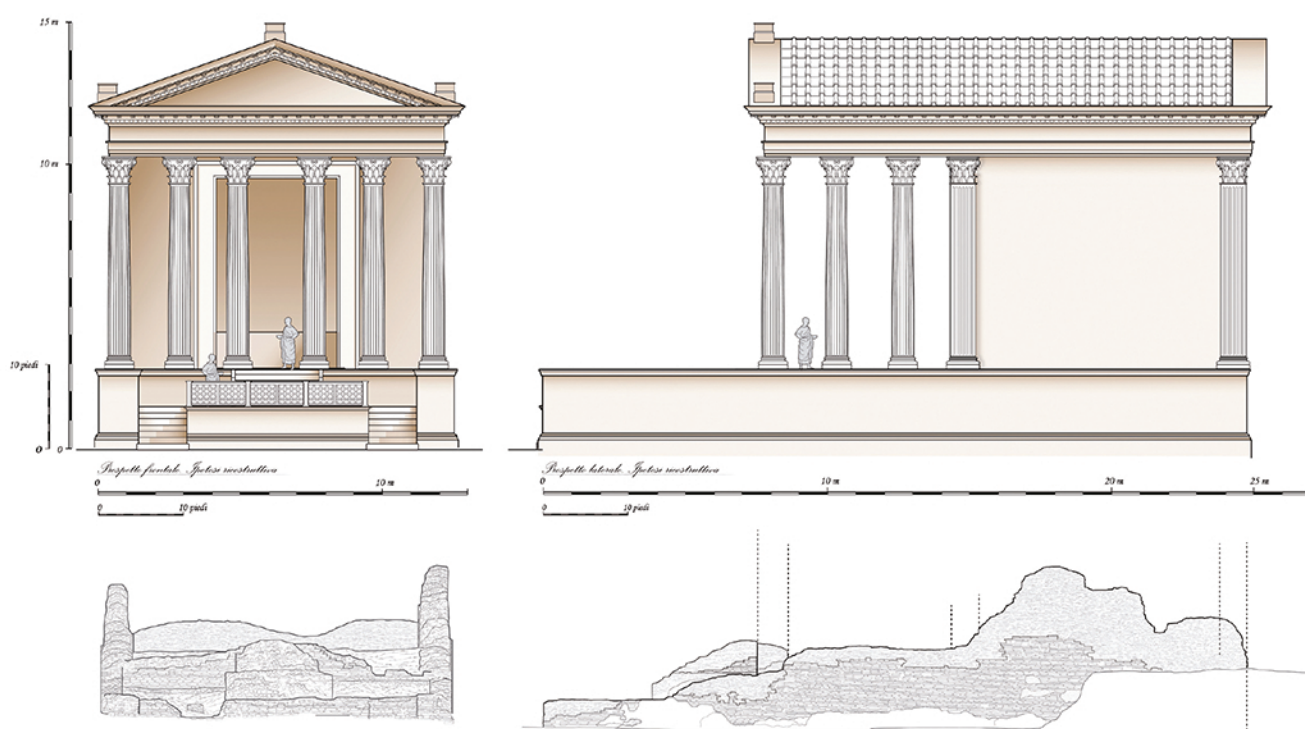 15 m
10 m
10 piedi
0
0
Prospetto frontale. Ipotesi ricostruttiva
0
10 m
0
10 piedi
Prospetto laterale. Ipotesi ricostruttiva
0
10 m
20 m
25 m
0
10 piedi